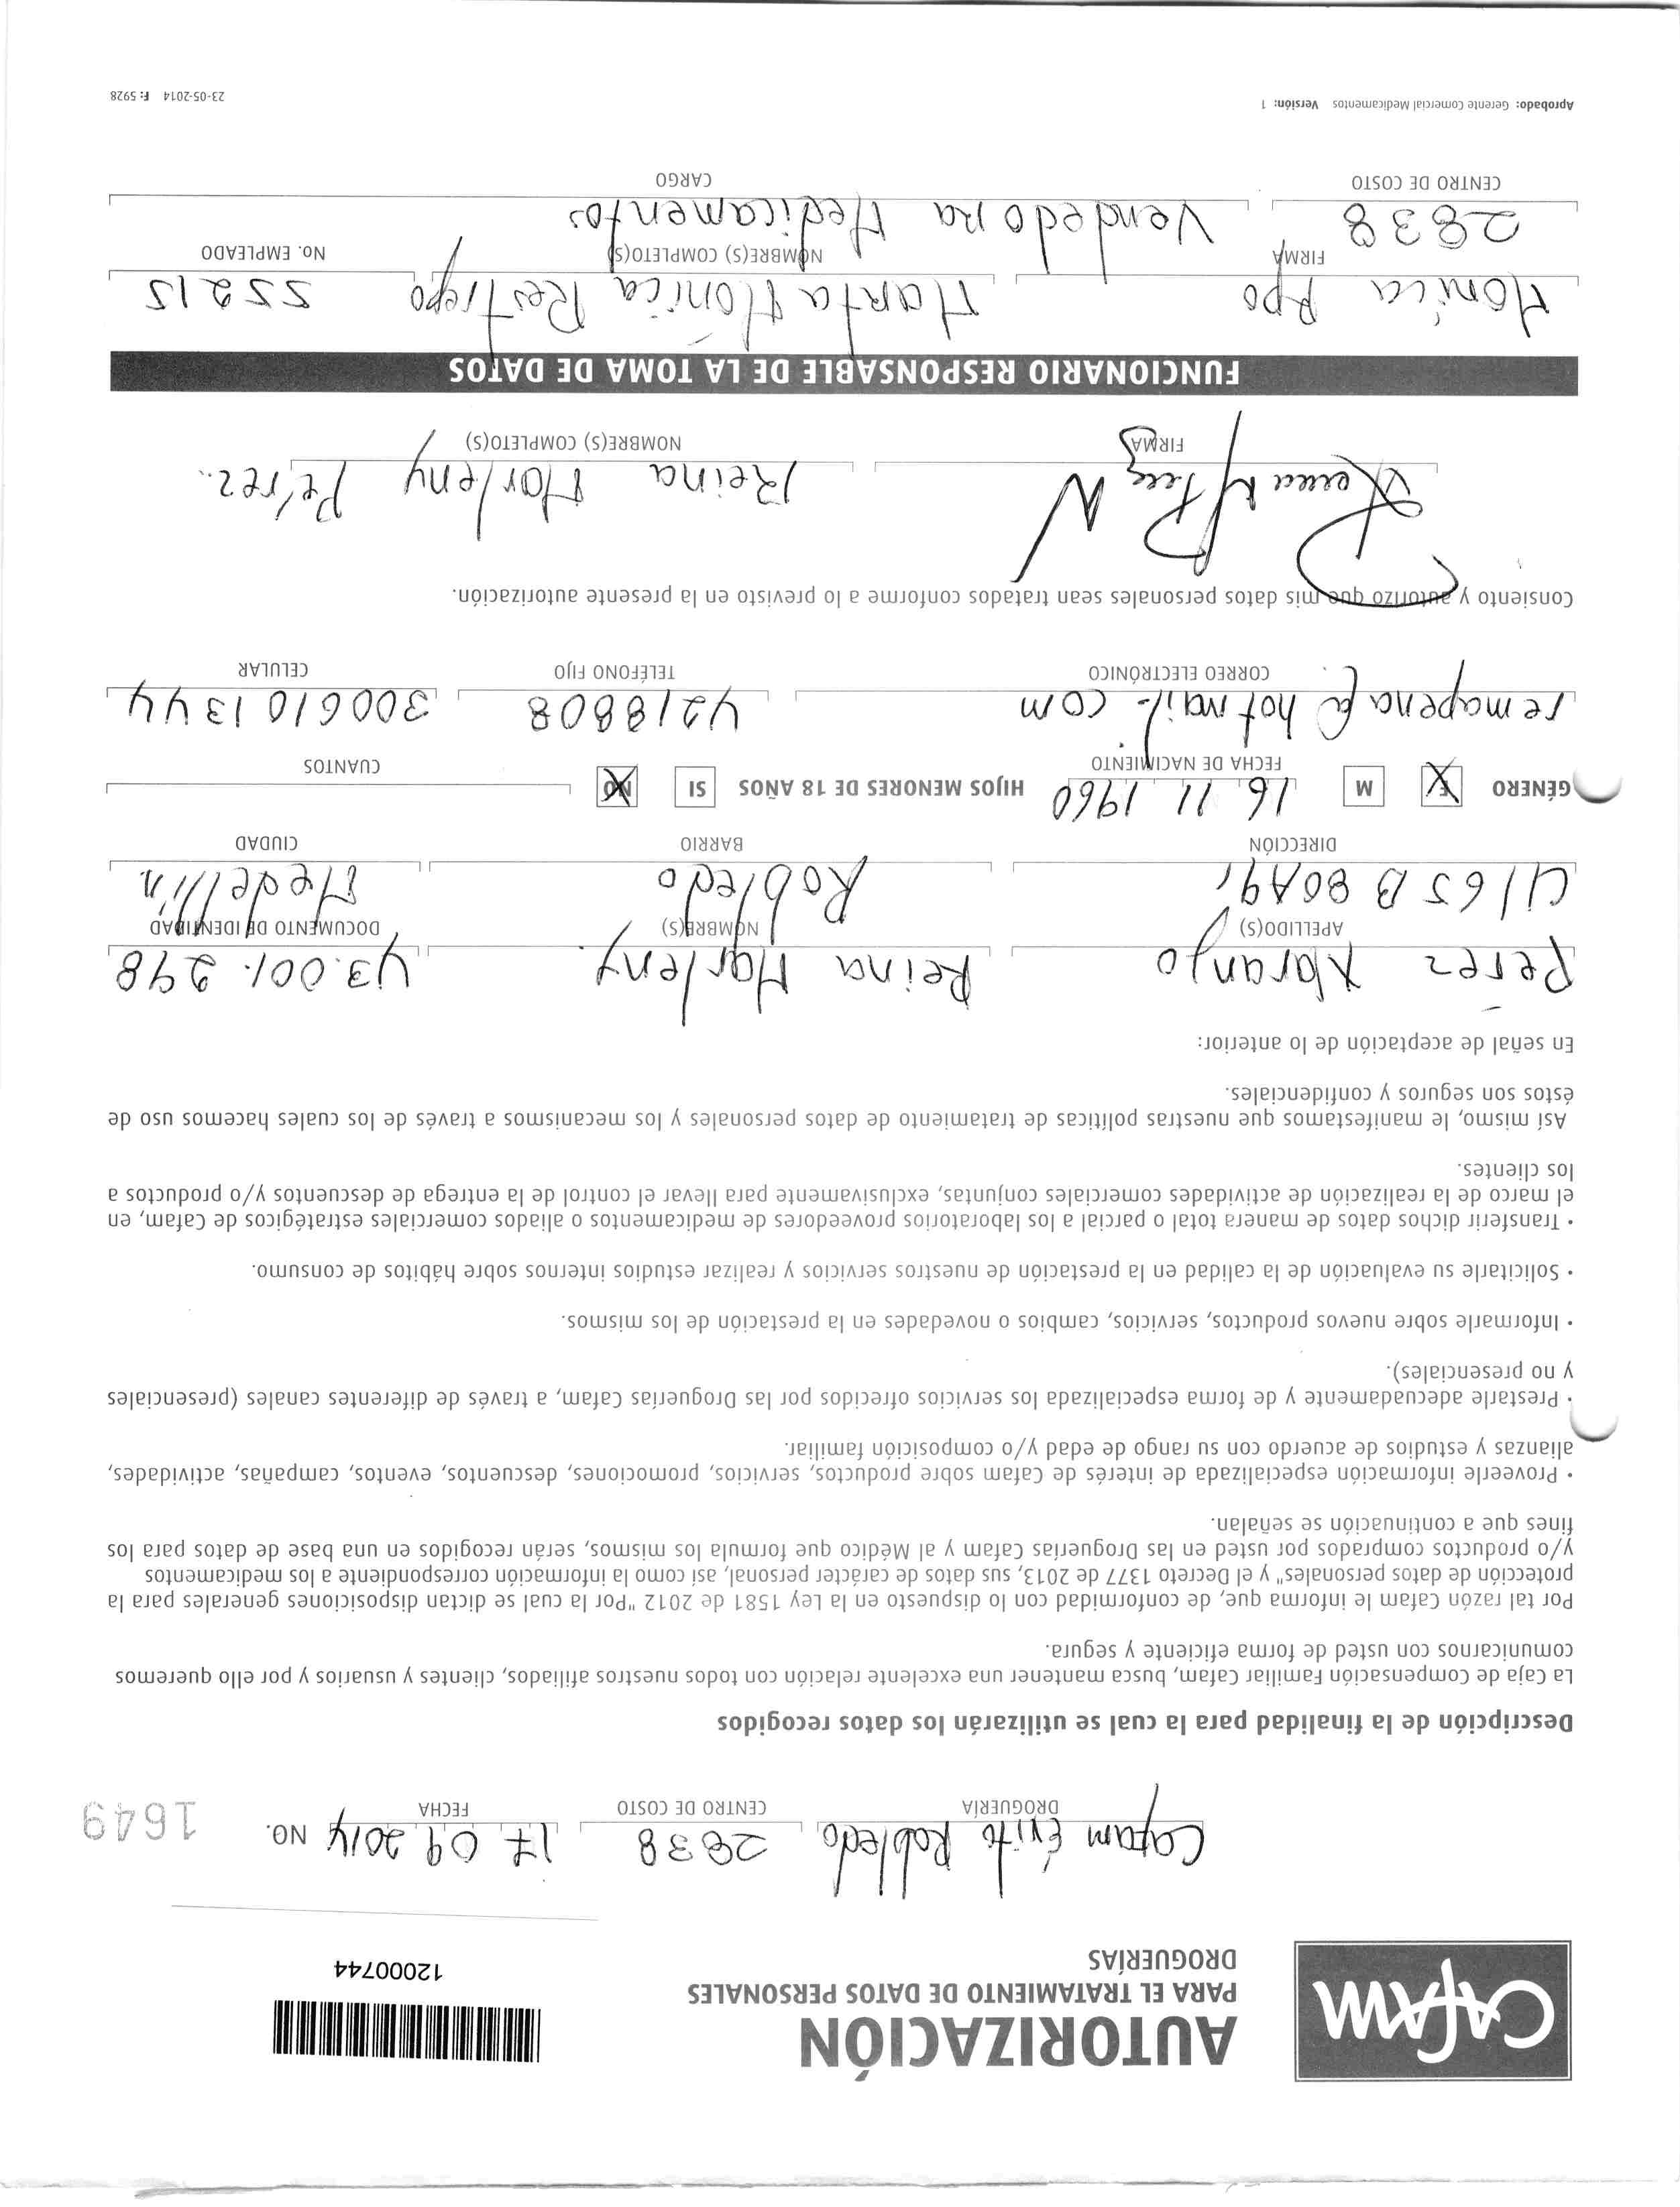 CAFAM
AUTORIZACIÓN
PARA EL TRATAMIENTO DE DATOS PERSONALES
DROGUERÍAS
12000744
Cafam Éxito Robledo 2838 17 09 2014 NO. 1649
DROGUERÍA CENTRO DE COSTO FECHA
Descripción de la finalidad para la cual se utilizarán los datos recogidos
La Caja de Compensación Familiar Cafam, busca mantener una excelente relación con todos nuestros afiliados, clientes y usuarios y por ello queremos
comunicarnos con usted de forma eficiente y segura.
Por tal razón Cafam le informa que, de conformidad con lo dispuesto en la Ley 1581 de 2012 "Por la cual se dictan disposiciones generales para la
protección de datos personales" y el Decreto 1377 de 2013, sus datos de carácter personal, así como la información correspondiente a los medicamentos
y/o productos comprados por usted en las Droguerías Cafam y al Médico que formula los mismos, serán recogidos en una base de datos para los
fines que a continuación se señalan.
• Proveerle información especializada de interés de Cafam sobre productos, servicios, promociones, descuentos, eventos, campañas, actividades,
alianzas y estudios de acuerdo con su rango de edad y/o composición familiar.
• Prestarle adecuadamente y de forma especializada los servicios ofrecidos por las Droguerías Cafam, a través de diferentes canales (presenciales
y no presenciales).
• Informarle sobre nuevos productos, servicios, cambios o novedades en la prestación de los mismos.
• Solicitarle su evaluación de la calidad en la prestación de nuestros servicios y realizar estudios internos sobre hábitos de consumo.
• Transferir dichos datos de manera total o parcial a los laboratorios proveedores de medicamentos o aliados comerciales estratégicos de Cafam, en
el marco de la realización de actividades comerciales conjuntas, exclusivamente para llevar el control de la entrega de descuentos y/o productos a
los clientes.
Así mismo, le manifestamos que nuestras políticas de tratamiento de datos personales y los mecanismos a través de los cuales hacemos uso de
éstos son seguros y confidenciales.
En señal de aceptación de lo anterior:
Pérez Naranjo Reina Marleny. 43.001.298
APELLIDO(S) NOMBRE(S) DOCUMENTO DE IDENTIDAD
Cl 65 B 80A91 Robledo Medellín
DIRECCIÓN BARRIO CIUDAD
GÉNERO F M 16 11 1960 HIJOS MENORES DE 18 AÑOS SI NO
FECHA DE NACIMIENTO CUANTOS
remapena@hotmail.com 4218808 3006101344
CORREO ELECTRÓNICO TELÉFONO FIJO CELULAR
Consiento y autorizo que mis datos personales sean tratados conforme a lo previsto en la presente autorización.
Reina Marleny Pérez.
FIRMA NOMBRE(S) COMPLETO(S)
FUNCIONARIO RESPONSABLE DE LA TOMA DE DATOS
Mónica Rpo Marta Mónica Restrepo 55215
FIRMA NOMBRE(S) COMPLETO(S) No. EMPLEADO
2838 Vendedora Medicamentos
CENTRO DE COSTO CARGO
Aprobado: Gerente Comercial Medicamentos Versión: 1 23-05-2014 F: 5928